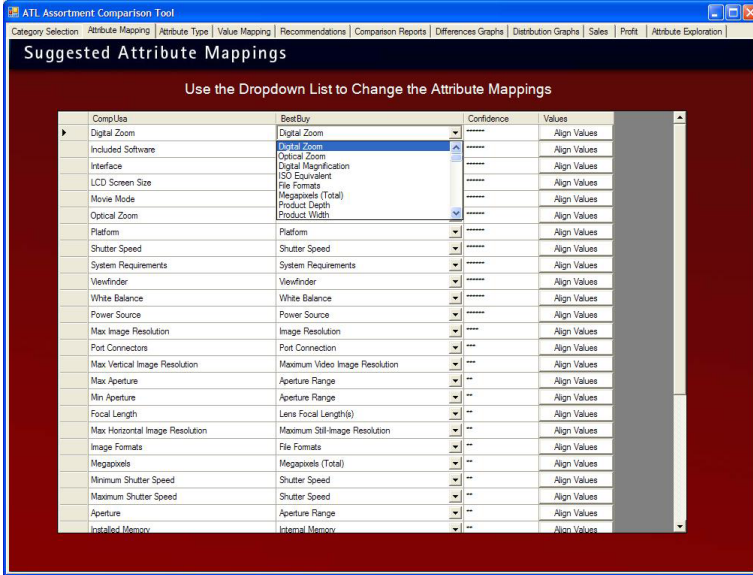 ATL Assortment Comparison Tool
Category Selection Attribute Mapping Attribute Type Value Mapping Recommendations Comparison Reports Differences Graphs Distribution Graphs Sales Profit Attribute Exploration
Suggested Attribute Mappings
Use the Dropdown List to Change the Attribute Mappings
CompUsa BestBuy Confidence Values
Digital Zoom Digital Zoom ****** Align Values
Included Software Digital Zoom ****** Align Values
Optical Zoom
Interface Digital Magnification ****** Align Values
ISO Equivalent
LCD Screen Size File Formats ****** Align Values
Movie Mode Megapixels (Total) ****** Align Values
Product Depth
Optical Zoom Product Width ****** Align Values
Platform Platform ****** Align Values
Shutter Speed Shutter Speed ****** Align Values
System Requirements System Requirements ****** Align Values
Viewfinder Viewfinder ****** Align Values
White Balance White Balance ****** Align Values
Power Source Power Source ****** Align Values
Max Image Resolution Image Resolution **** Align Values
Port Connectors Port Connection *** Align Values
Max Vertical Image Resolution Maximum Video Image Resolution *** Align Values
Max Aperture Aperture Range ** Align Values
Min Aperture Aperture Range ** Align Values
Focal Length Lens Focal Length(s) ** Align Values
Max Horizontal Image Resolution Maximum Still-Image Resolution ** Align Values
Image Formats File Formats ** Align Values
Megapixels Megapixels (Total) ** Align Values
Minimum Shutter Speed Shutter Speed ** Align Values
Maximum Shutter Speed Shutter Speed ** Align Values
Aperture Aperture Range ** Align Values
Installed Memory Internal Memory ** Align Values